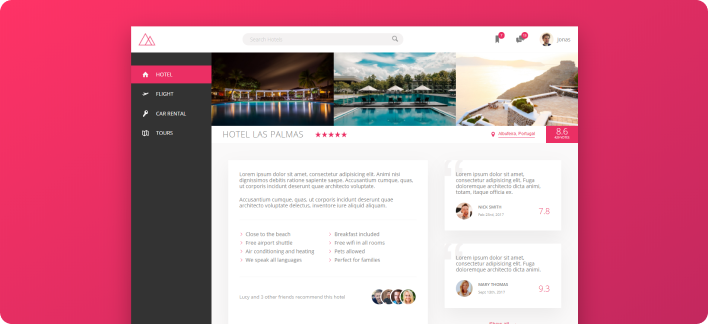 Search hotels
Jonas
HOTEL
FLIGHT
CAR RENTAL
TOURS
HOTEL LAS PALMAS
Albufeira, Portugal
8.6
Lorem ipsum dolor sit amet, consectetur adipisicing elit. Animi nisi
dignissimos debitis ratione sapiente saepe. Accusantium cumque, quas,
ut corporis incidunt deserunt quae architecto voluptate.
Accusantium cumque, quas, ut corporis incidunt deserunt quae
architecto voluptate delectus, inventore iure aliquid aliquam.
Close to the beach
Breakfast included
Free airport shuttle
Free wifi in all rooms
Air conditioning and heating
Pets allowed
We speak all languages
Perfect for families
Lucy and 3 other friends recommend this hotel
Lorem ipsum dolor sit amet,
consectetur adipisicing elit. Fuga
doloremque architecto dicta animi,
totam, itaque officia ex.
NICK SMITH
Feb 23rd, 2017
7.8
Lorem ipsum dolor sit amet,
consectetur adipisicing elit. Fuga
doloremque architecto dicta animi.
MARY THOMAS
Sept 13th, 2017
9.3